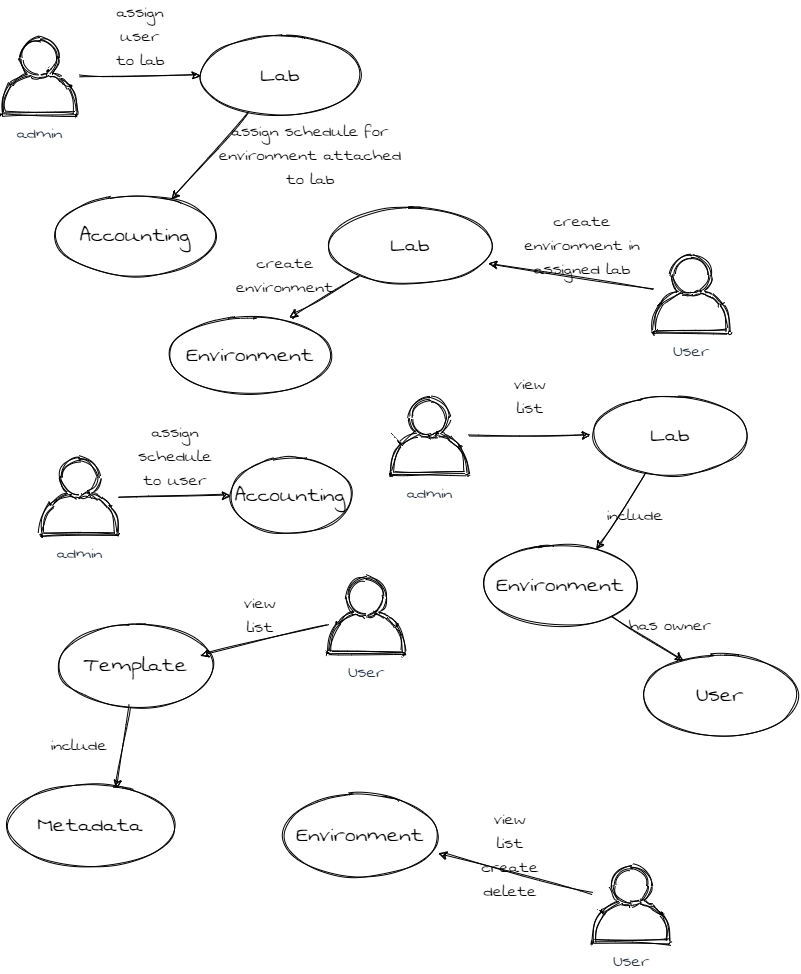 assign
user
to lab
Lab
admin
assign schedule for
environment attached
to lab
Accounting
Lab
create
environment in
assigned lab
create
environment
Environment
User
view
list
Lab
admin
assign
schedule
to user
Accounting
admin
include
Environment
has owner
User
view
list
Template
User
include
Metadata
Environment
view
list
create
delete
User